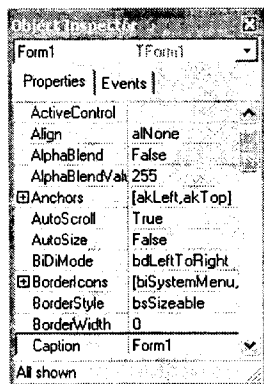 Object Inspector
Form1 TForm1
Properties Events
ActiveControl
Align alNone
AlphaBlend False
AlphaBlendVal 255
Anchors [akLeft,akTop]
AutoScroll True
AutoSize False
BiDiMode bdLeftToRight
BorderIcons [biSystemMenu,
BorderStyle bsSizeable
BorderWidth 0
Caption Form1
All shown